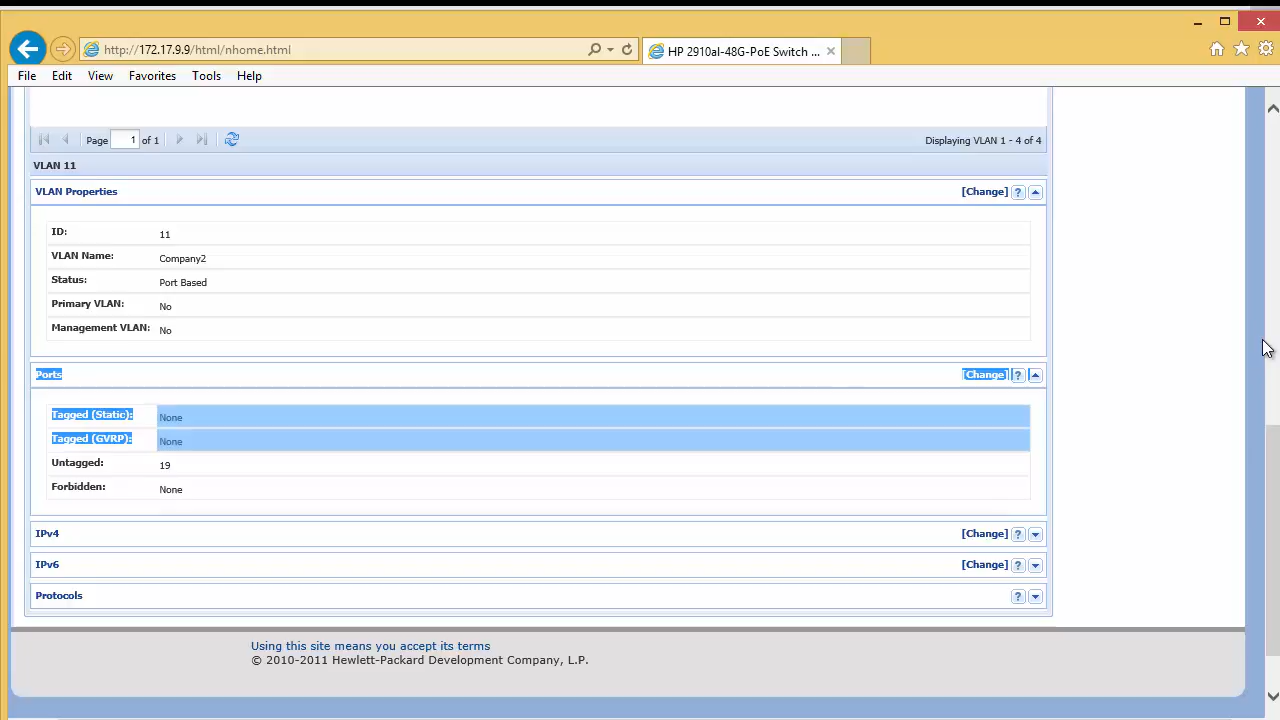 http://172.17.9.9/html/nhome.html
HP 2910al-48G-PoE Switch ...
File Edit View Favorites Tools Help
Page 1 of 1
Displaying VLAN 1 - 4 of 4
VLAN 11
VLAN Properties [Change] ?
ID: 11
VLAN Name: Company2
Status: Port Based
Primary VLAN: No
Management VLAN: No
Ports [Change] ?
Tagged (Static): None
Tagged (GVRP): None
Untagged: 19
Forbidden: None
IPv4 [Change] ?
IPv6 [Change] ?
Protocols ?
Using this site means you accept its terms
© 2010-2011 Hewlett-Packard Development Company, L.P.